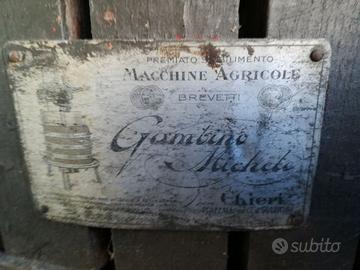 PREMIATO STABILIMENTO
MACCHINE AGRICOLE
BREVETTI
Gambino
Michele
Chieri
subito